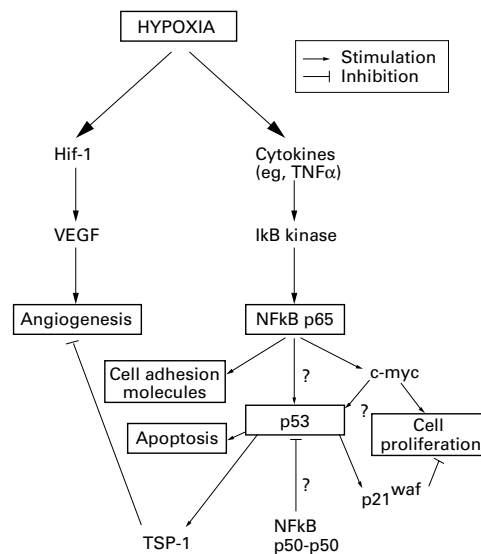 HYPOXIA
Stimulation
Inhibition
Hif-1
Cytokines
(eg, TNFα)
VEGF
IkB kinase
Angiogenesis
NFkB p65
Cell adhesion
molecules
?
c-myc
p53
?
Cell
proliferation
Apoptosis
?
p21waf
TSP-1
NFkB
p50-p50